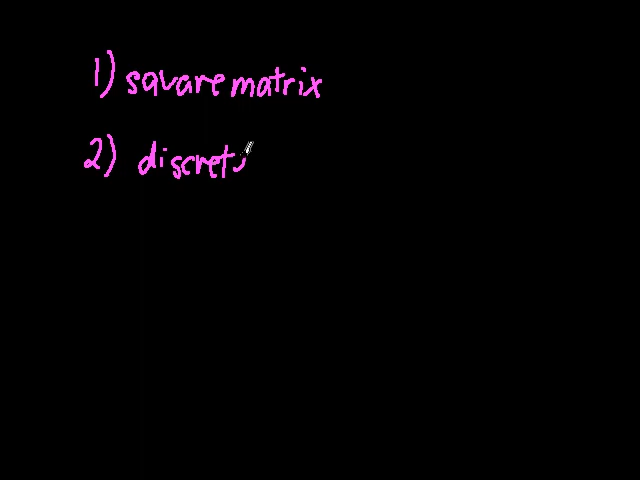 1) square matrix
2) discret